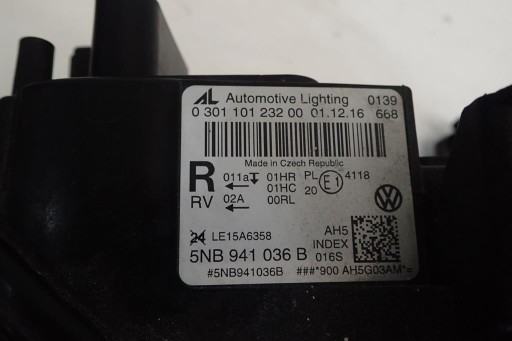 AL Automotive Lighting 0139
0 301 101 232 00 01.12.16 668
Made in Czech Republic
R 011a 01HR PL E1 4118
01HC 20
RV 02A 00RL
24 LE15A6358 AH5
5NB 941 036 B INDEX
016S
#5NB941036B ###*900 AH5G03AM*=